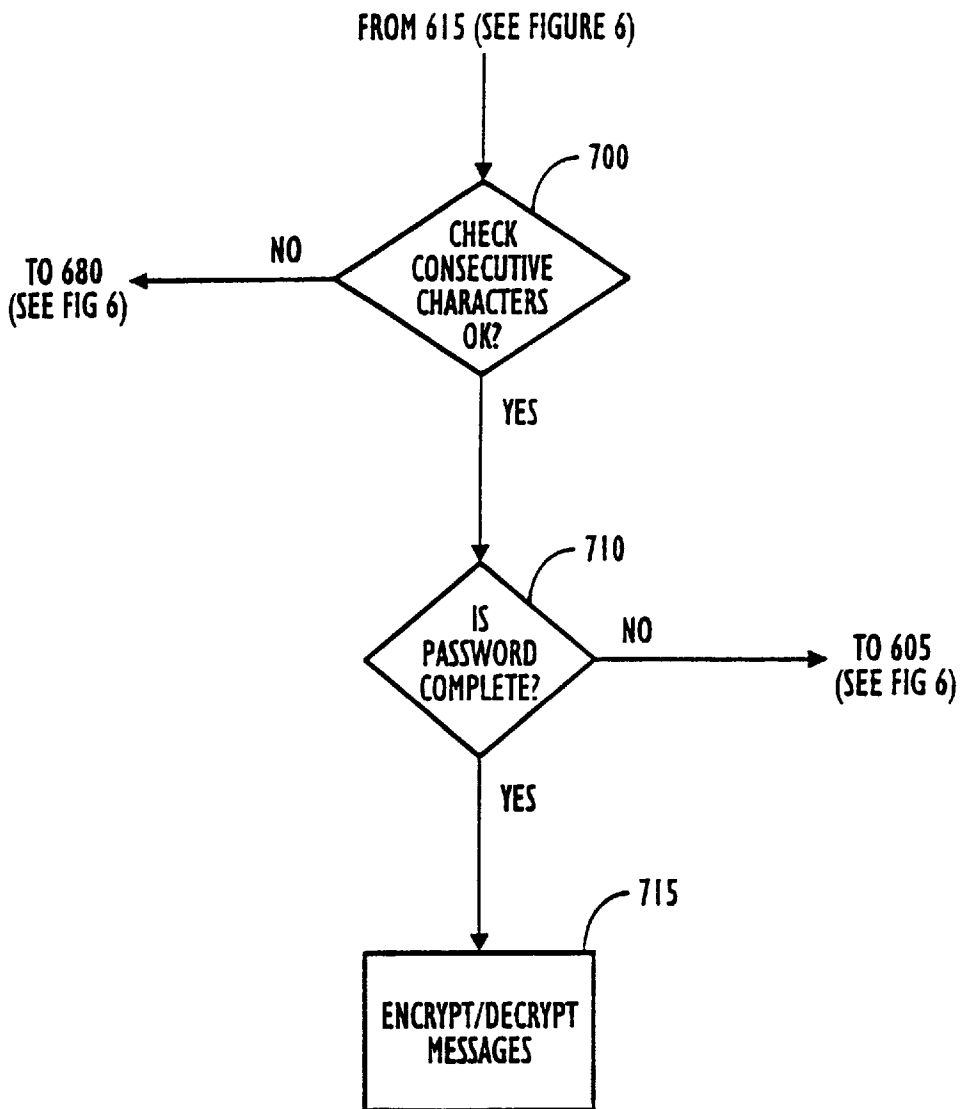 FROM 615 (SEE FIGURE 6)
700
CHECK
CONSECUTIVE
CHARACTERS
OK?
NO
TO 680
(SEE FIG 6)
YES
710
IS
PASSWORD
COMPLETE?
NO
TO 605
(SEE FIG 6)
YES
715
ENCRYPT/DECRYPT
MESSAGES